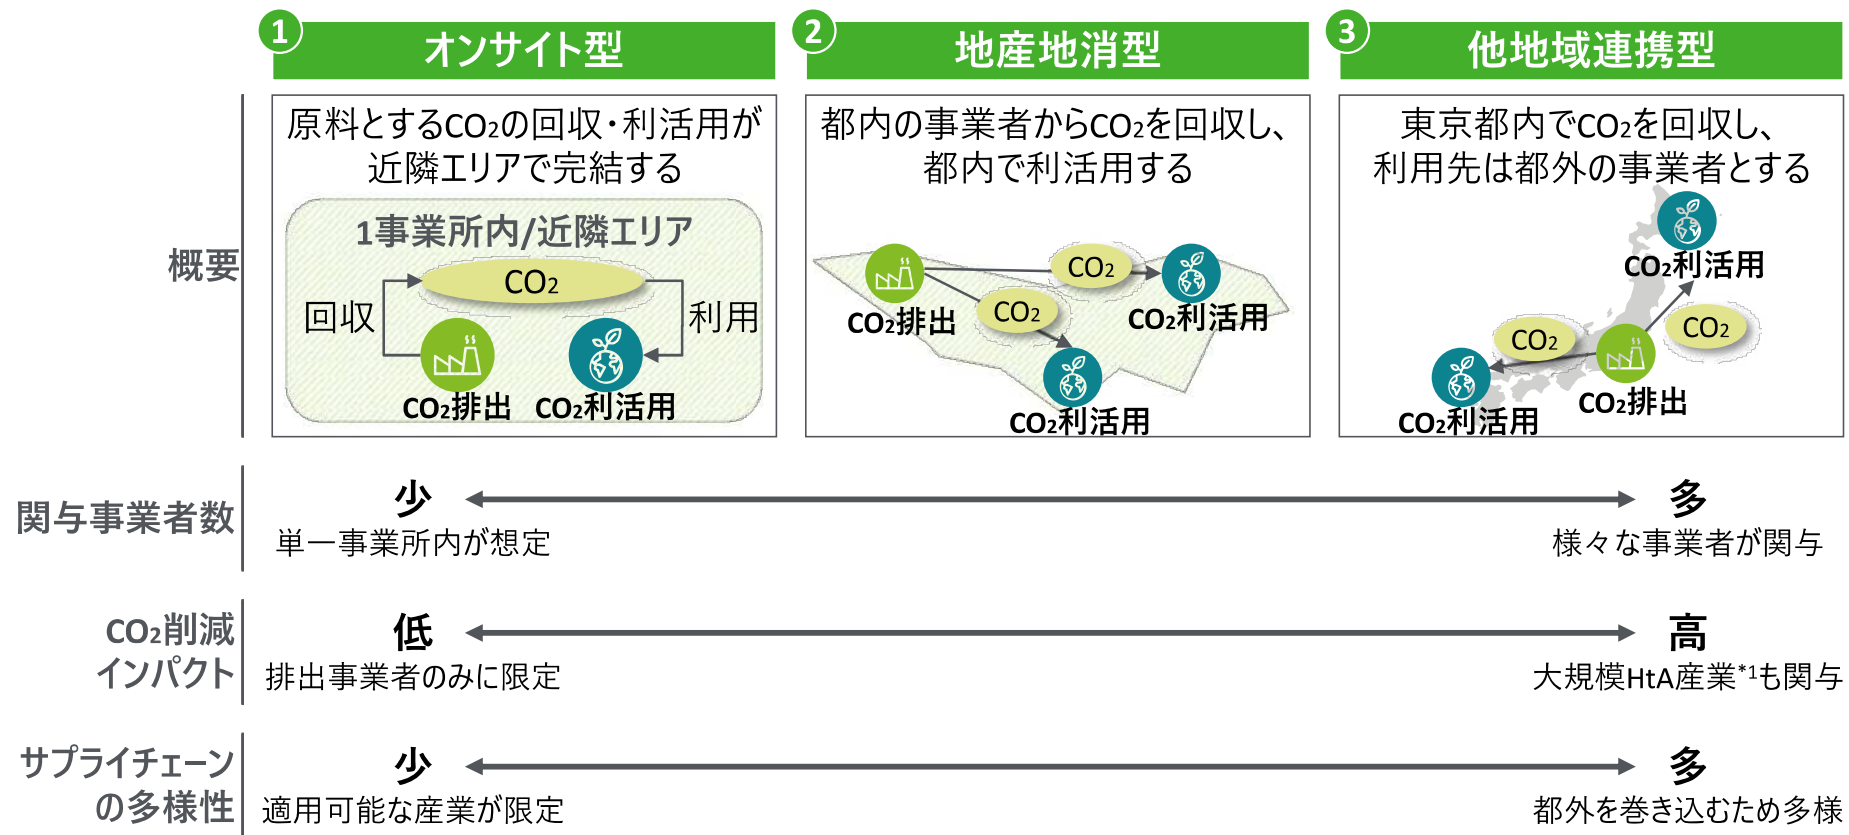 1
オンサイト型
2
地産地消型
3
他地域連携型
概要
原料とするCO₂の回収・利活用が
近隣エリアで完結する
1事業所内/近隣エリア
CO₂
回収
利用
CO₂排出
CO₂利活用
都内の事業者からCO₂を回収し、
都内で利活用する
CO₂
CO₂
CO₂排出
CO₂利活用
CO₂利活用
東京都内でCO₂を回収し、
利用先は都外の事業者とする
CO₂利活用
CO₂
CO₂
CO₂排出
CO₂利活用
関与事業者数
少
単一事業所内が想定
多
様々な事業者が関与
CO₂削減
インパクト
低
排出事業者のみに限定
高
大規模HtA産業*1も関与
サプライチェーン
の多様性
少
適用可能な産業が限定
多
都外を巻き込むため多様